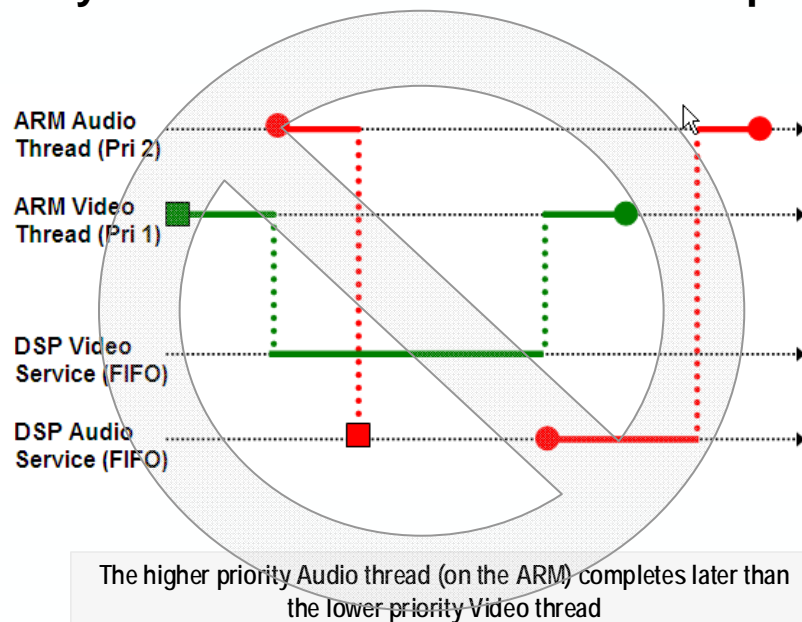 ARM Audio
Thread (Pri 2)
ARM Video
Thread (Pri 1)
DSP Video
Service (FIFO)
DSP Audio
Service (FIFO)
The higher priority Audio thread (on the ARM) completes later than
the lower priority Video thread